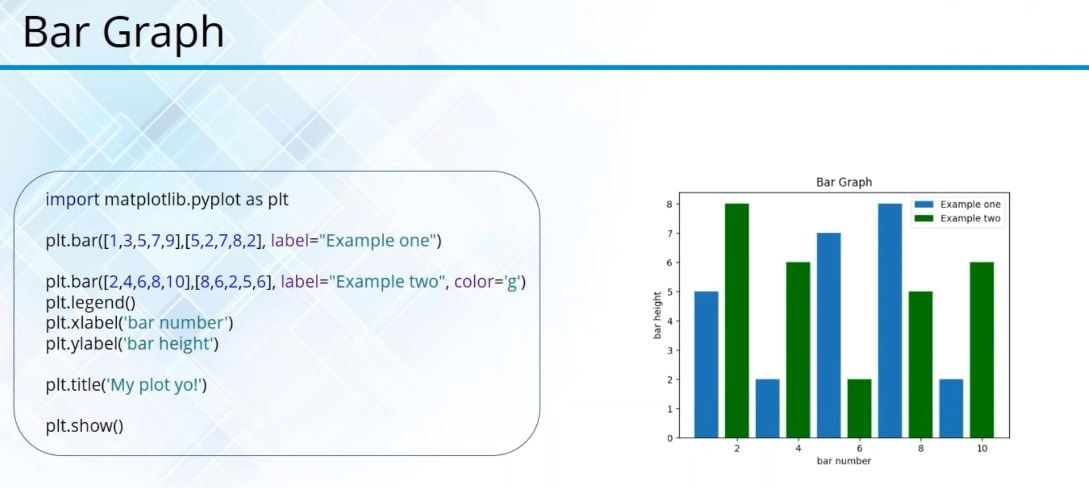 Bar Graph
import matplotlib.pyplot as plt
plt.bar([1,3,5,7,9],[5,2,7,8,2], label="Example one")
plt.bar([2,4,6,8,10],[8,6,2,5,6], label="Example two", color='g')
plt.legend()
plt.xlabel('bar number')
plt.ylabel('bar height')
plt.title('My plot yo!')
plt.show()
Bar Graph
Example one
Example two
8
7
6
5
4
3
2
1
0
bar height
2 4 6 8 10
bar number